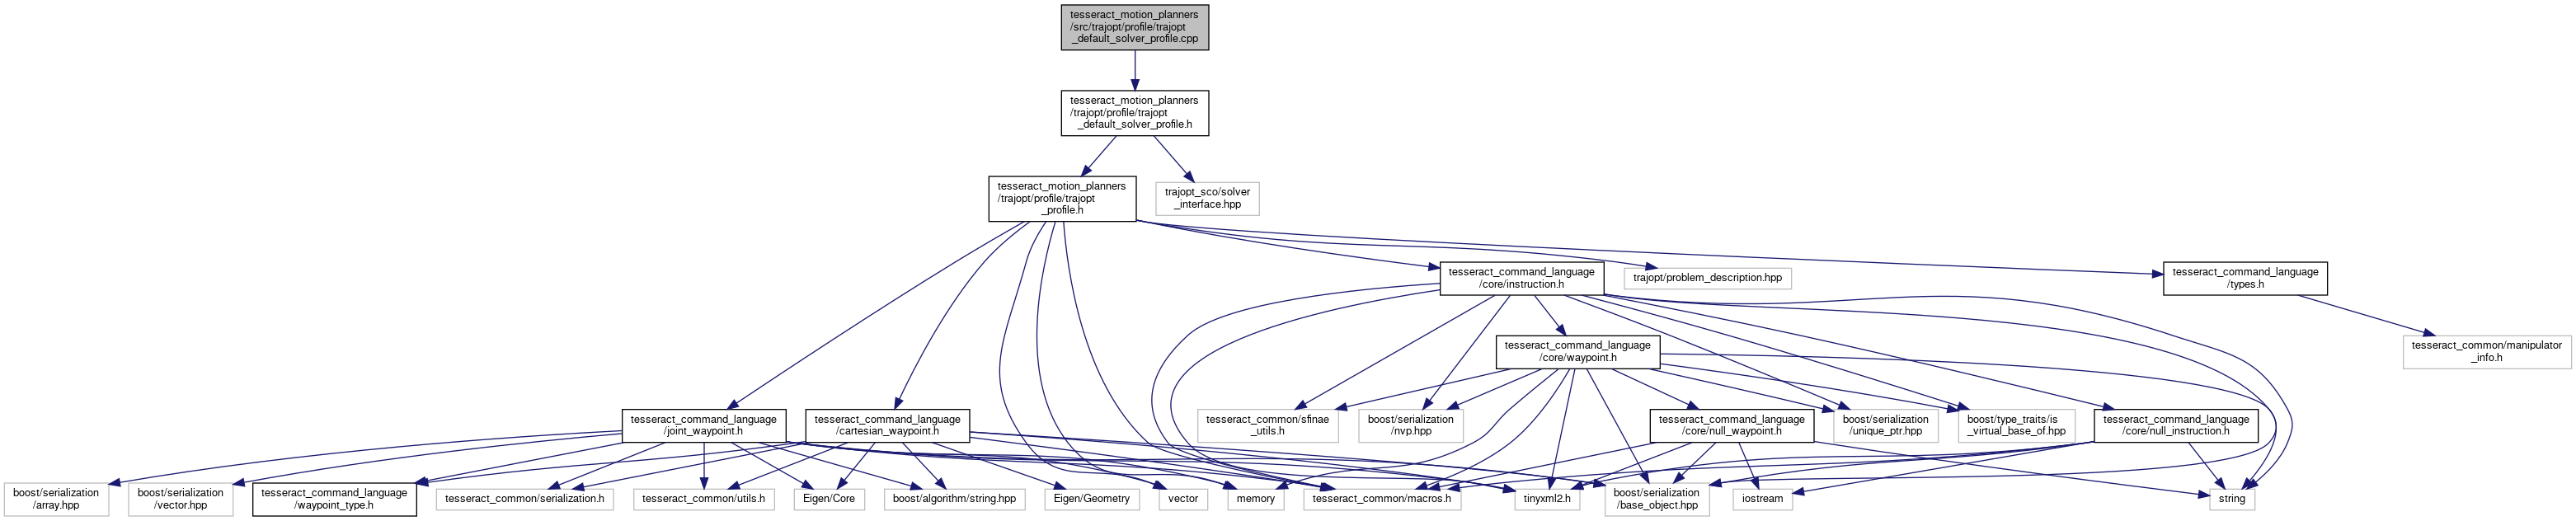 tesseract_motion_planners
/src/trajopt/profile/trajopt
_default_solver_profile.cpp
tesseract_motion_planners
/trajopt/profile/trajopt
_default_solver_profile.h
tesseract_motion_planners
/trajopt/profile/trajopt
_profile.h
trajopt_sco/solver
_interface.hpp
tesseract_command_language
/core/instruction.h
trajopt/problem_description.hpp
tesseract_command_language
/types.h
tesseract_command_language
/core/waypoint.h
tesseract_common/manipulator
_info.h
tesseract_command_language
/joint_waypoint.h
tesseract_command_language
/cartesian_waypoint.h
tesseract_common/sfinae
_utils.h
boost/serialization
/nvp.hpp
tesseract_command_language
/core/null_waypoint.h
boost/serialization
/unique_ptr.hpp
boost/type_traits/is
_virtual_base_of.hpp
tesseract_command_language
/core/null_instruction.h
boost/serialization
/array.hpp
boost/serialization
/vector.hpp
tesseract_command_language
/waypoint_type.h
tesseract_common/serialization.h
tesseract_common/utils.h
Eigen/Core
boost/algorithm/string.hpp
Eigen/Geometry
vector
memory
tesseract_common/macros.h
tinyxml2.h
boost/serialization
/base_object.hpp
iostream
string